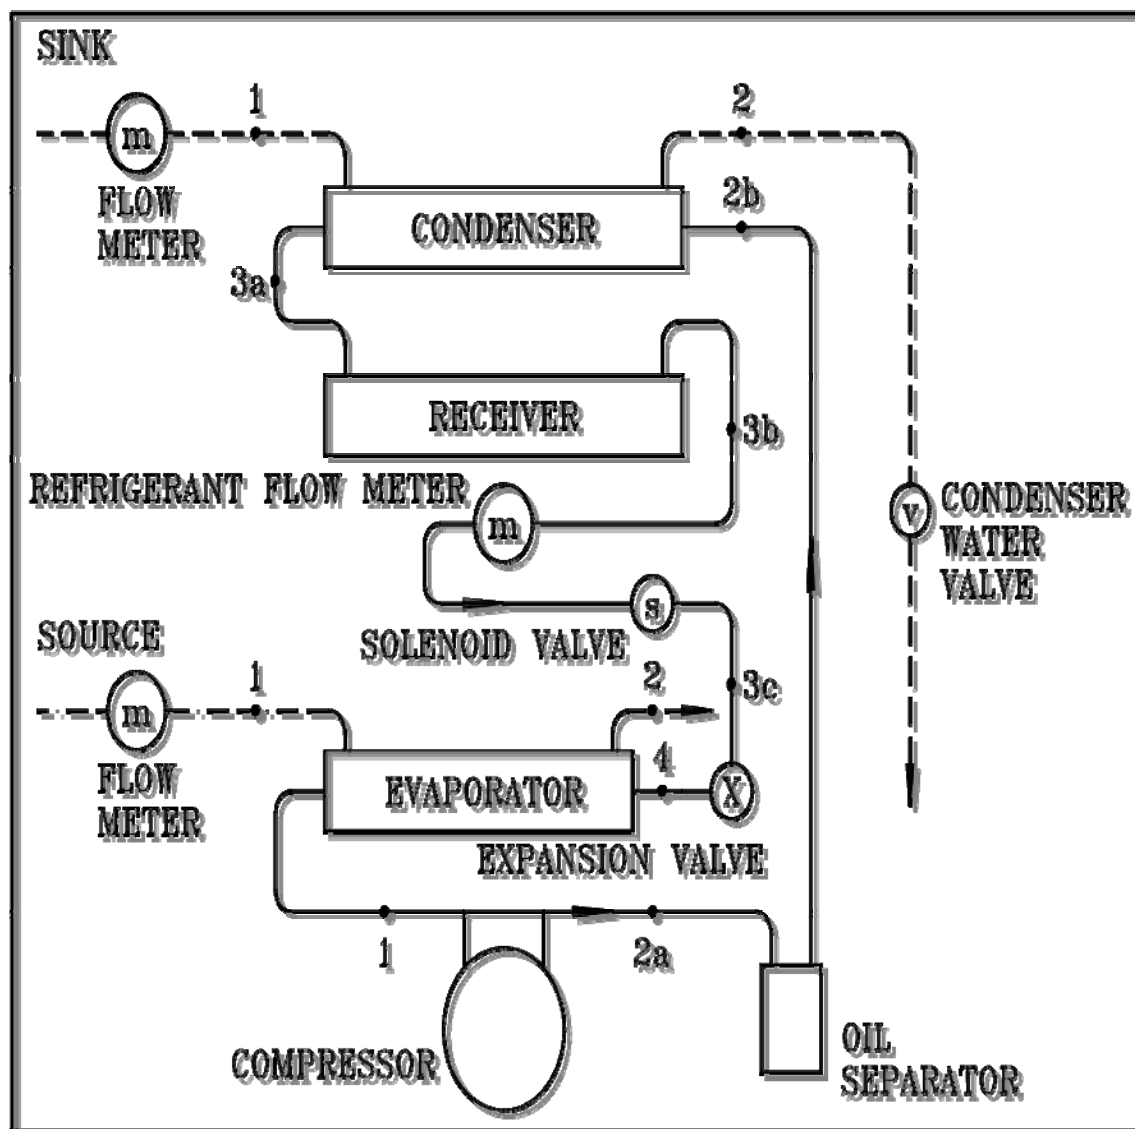 SINK
1
2
m
FLOW
METER
2b
CONDENSER
3a
RECEIVER
3b
REFRIGERANT FLOW METER
m
v
CONDENSER
WATER
VALVE
s
SOLENOID VALVE
SOURCE
1
2
3c
m
FLOW
METER
4
EVAPORATOR
X
EXPANSION VALVE
1
2a
COMPRESSOR
OIL
SEPARATOR